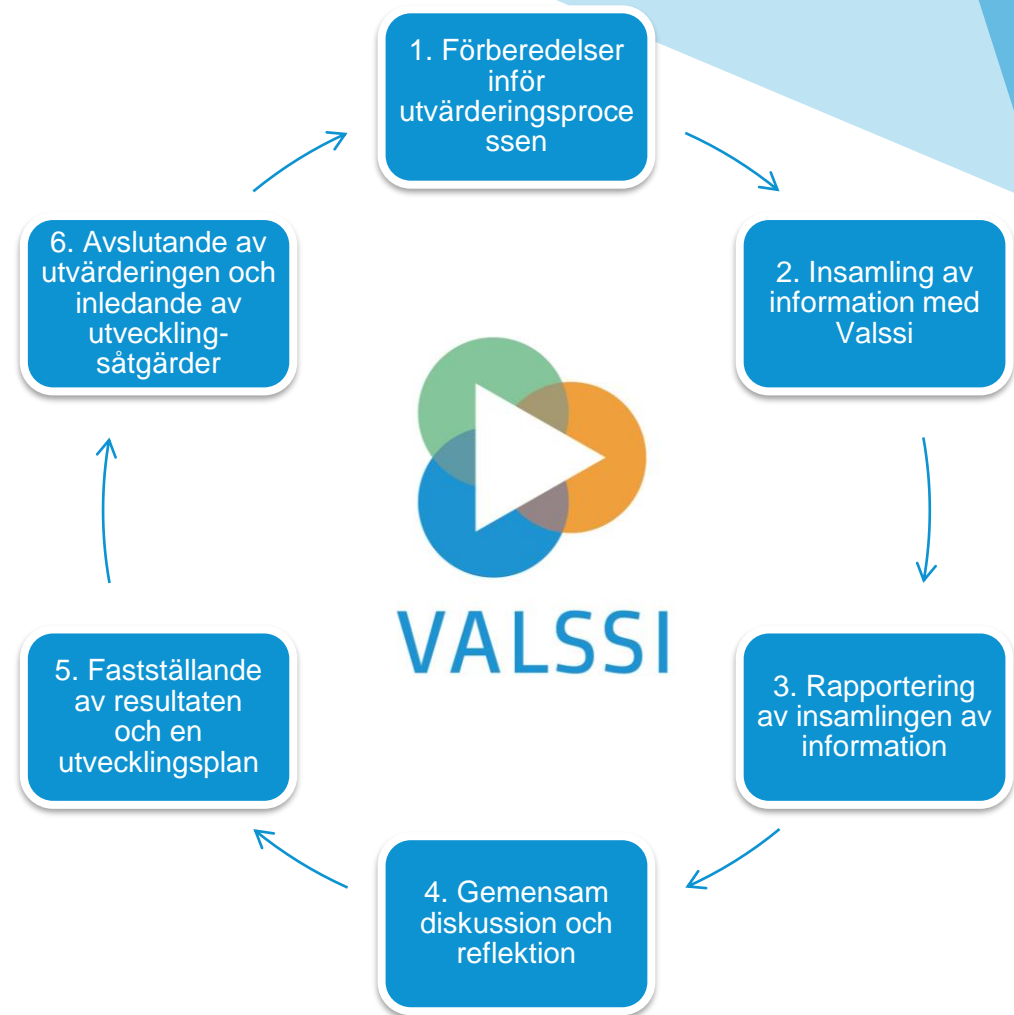 1. Förberedelser
inför
utvärderingsproce
ssen
2. Insamling av
information med
Valssi
3. Rapportering
av insamlingen av
information
4. Gemensam
diskussion och
reflektion
5. Fastställande
av resultaten
och en
utvecklingsplan
6. Avslutande av
utvärderingen och
inledande av
utveckling-
såtgärder
VALSSI